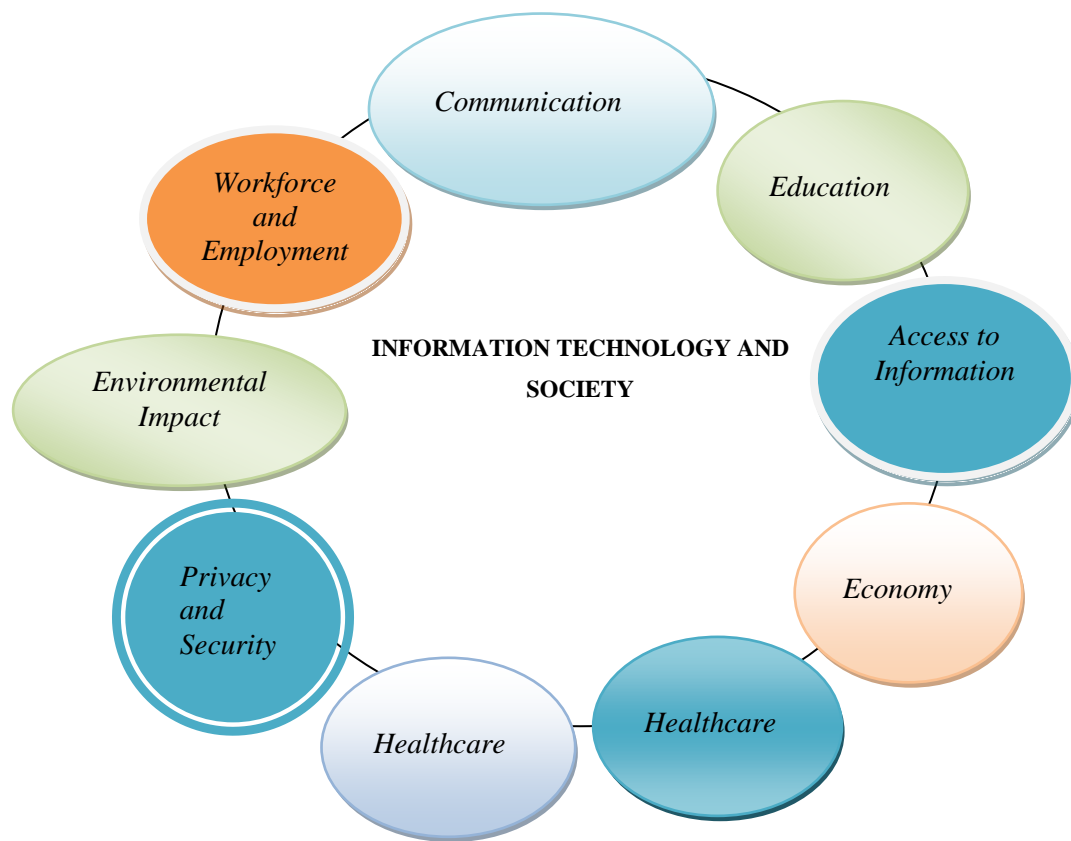 Communication
Education
Access to
Information
Economy
Healthcare
Healthcare
Privacy
and
Security
Environmental
Impact
Workforce
and
Employment
INFORMATION TECHNOLOGY AND
SOCIETY